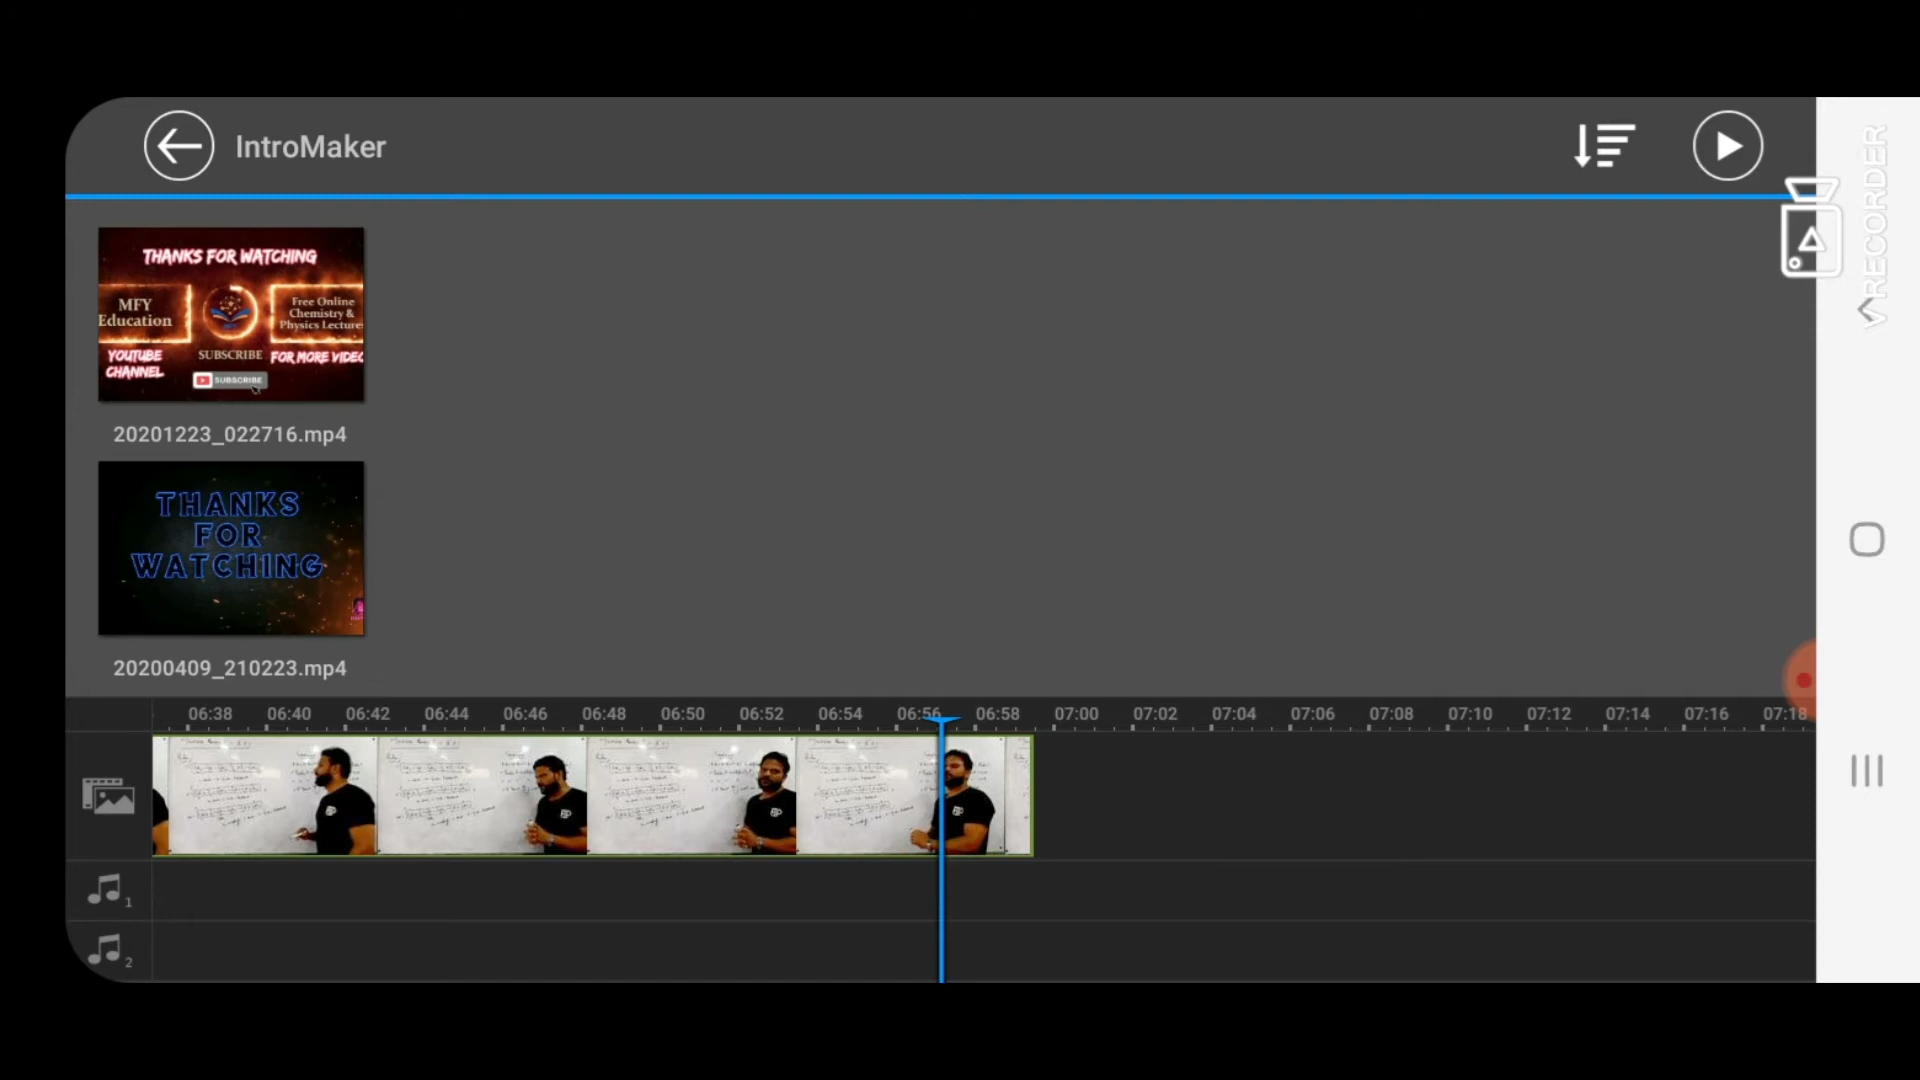 IntroMaker
RECORDER
THANKS FOR WATCHING
MFY
Education
Free Online
Chemistry &
Physics Lecture
YOUTUBE
CHANNEL
SUBSCRIBE
FOR MORE VIDEO
SUBSCRIBE
20201223_022716.mp4
THANKS
FOR
WATCHING
20200409_210223.mp4
06:38 06:40 06:42 06:44 06:46 06:48 06:50 06:52 06:54 06:56 06:58 07:00 07:02 07:04 07:06 07:08 07:10 07:12 07:14 07:16 07:18
1
2